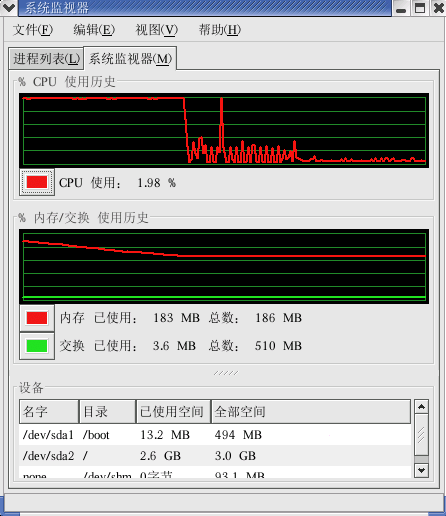 系统监视器
文件(F) 编辑(E) 视图(V) 帮助(H)
进程列表(L) 系统监视器(M)
% CPU 使用历史
CPU 使用： 1.98 %
% 内存/交换 使用历史
内存 已使用： 183 MB 总数： 186 MB
交换 已使用： 3.6 MB 总数： 510 MB
设备
名字 目录 已使用空间 全部空间
/dev/sda1 /boot 13.2 MB 494 MB
/dev/sda2 / 2.6 GB 3.0 GB
none /dev/shm 0字节 93.1 MB